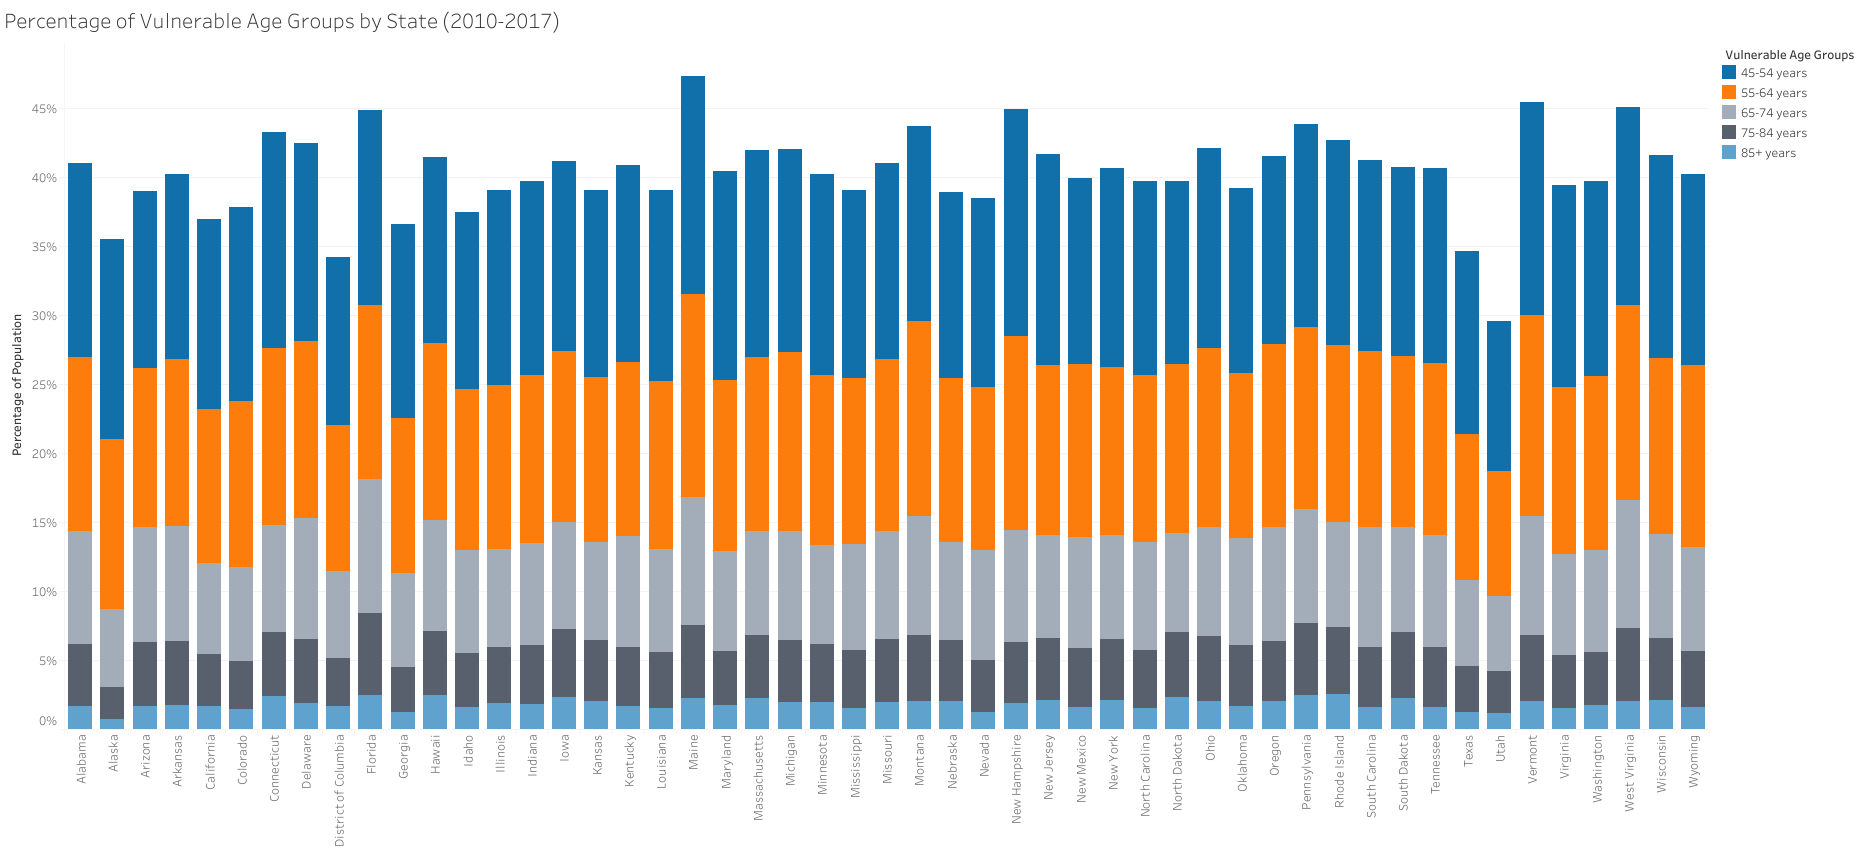 Percentage of Vulnerable Age Groups by State (2010-2017)
Vulnerable Age Groups
45-54 years
55-64 years
65-74 years
75-84 years
85+ years
Percentage of Population
45%
40%
35%
30%
25%
20%
15%
10%
5%
0%
Alabama
Alaska
Arizona
Arkansas
California
Colorado
Connecticut
Delaware
District of Columbia
Florida
Georgia
Hawaii
Idaho
Illinois
Indiana
Iowa
Kansas
Kentucky
Louisiana
Maine
Maryland
Massachusetts
Michigan
Minnesota
Mississippi
Missouri
Montana
Nebraska
Nevada
New Hampshire
New Jersey
New Mexico
New York
North Carolina
North Dakota
Ohio
Oklahoma
Oregon
Pennsylvania
Rhode Island
South Carolina
South Dakota
Tennessee
Texas
Utah
Vermont
Virginia
Washington
West Virginia
Wisconsin
Wyoming